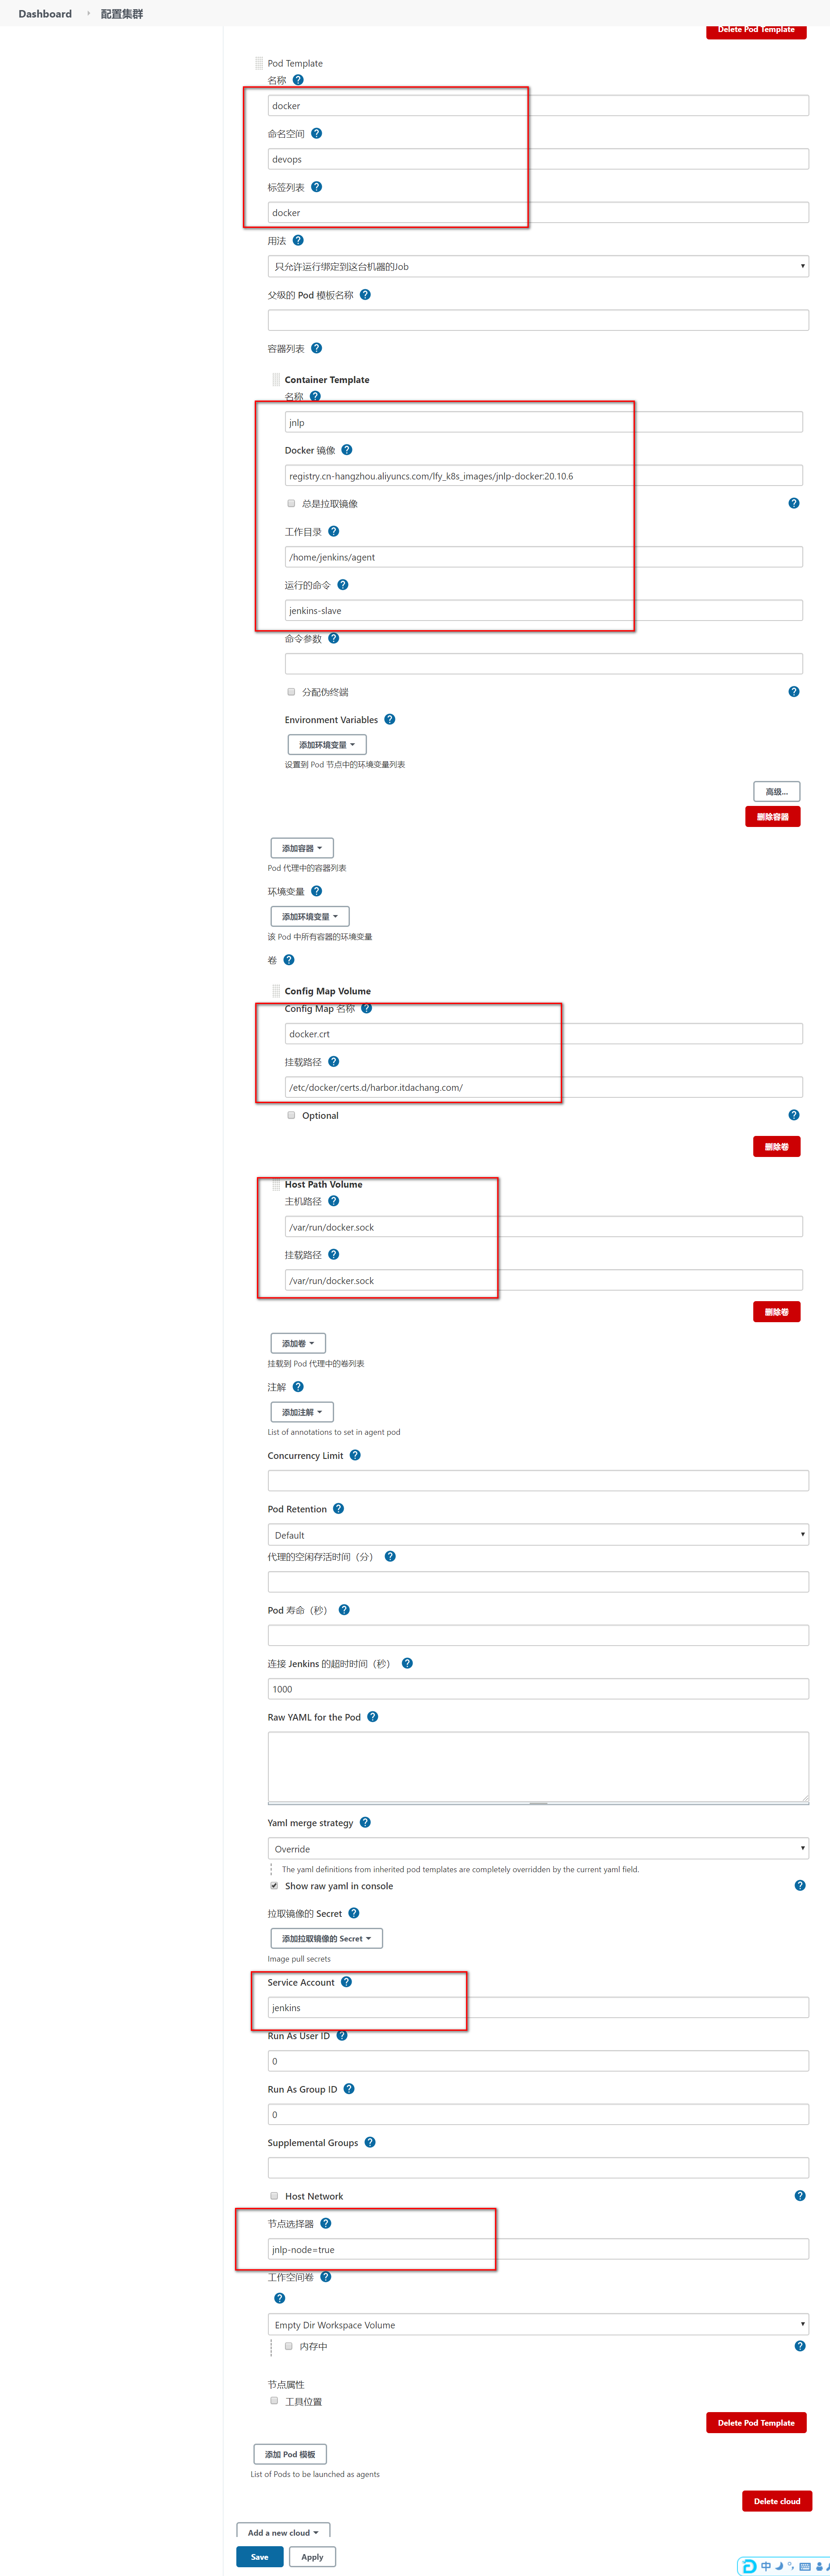 Dashboard 配置集群
Delete Pod Template
Pod Template
名称
docker
命名空间
devops
标签列表
docker
用法
只允许运行绑定到这台机器的Job
父级的 Pod 模板名称
容器列表
Container Template
名称
jnlp
Docker 镜像
registry.cn-hangzhou.aliyuncs.com/lfy_k8s_images/jnlp-docker:20.10.6
总是拉取镜像
工作目录
/home/jenkins/agent
运行的命令
jenkins-slave
命令参数
分配伪终端
Environment Variables
添加环境变量
设置到 Pod 节点中的环境变量列表
高级...
删除容器
添加容器
Pod 代理中的容器列表
环境变量
添加环境变量
该 Pod 中所有容器的环境变量
卷
Config Map Volume
Config Map 名称
docker.crt
挂载路径
/etc/docker/certs.d/harbor.itdachang.com/
Optional
删除卷
Host Path Volume
主机路径
/var/run/docker.sock
挂载路径
/var/run/docker.sock
删除卷
添加卷
挂载到 Pod 代理中的卷列表
注解
添加注解
List of annotations to set in agent pod
Concurrency Limit
Pod Retention
Default
代理的空闲存活时间（分）
Pod 寿命（秒）
连接 Jenkins 的超时时间（秒）
1000
Raw YAML for the Pod
Yaml merge strategy
Override
The yaml definitions from inherited pod templates are completely overridden by the current yaml field.
Show raw yaml in console
拉取镜像的 Secret
添加拉取镜像的 Secret
Image pull secrets
Service Account
jenkins
Run As User ID
0
Run As Group ID
0
Supplemental Groups
Host Network
节点选择器
jnlp-node=true
工作空间卷
Empty Dir Workspace Volume
内存中
节点属性
工具位置
Delete Pod Template
添加 Pod 模板
List of Pods to be launched as agents
Delete cloud
Add a new cloud
Save Apply
中